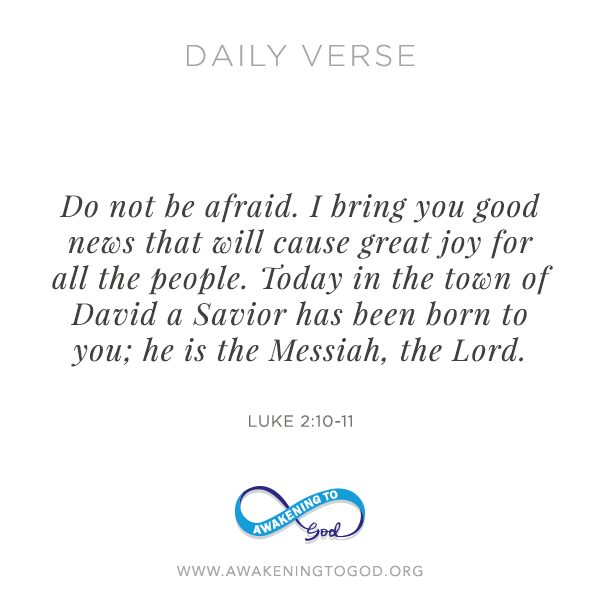 DAILY VERSE
Do not be afraid. I bring you good
news that will cause great joy for
all the people. Today in the town of
David a Savior has been born to
you; he is the Messiah, the Lord.
LUKE 2:10-11
AWAKENING TO
God
WWW.AWAKENINGTOGOD.ORG